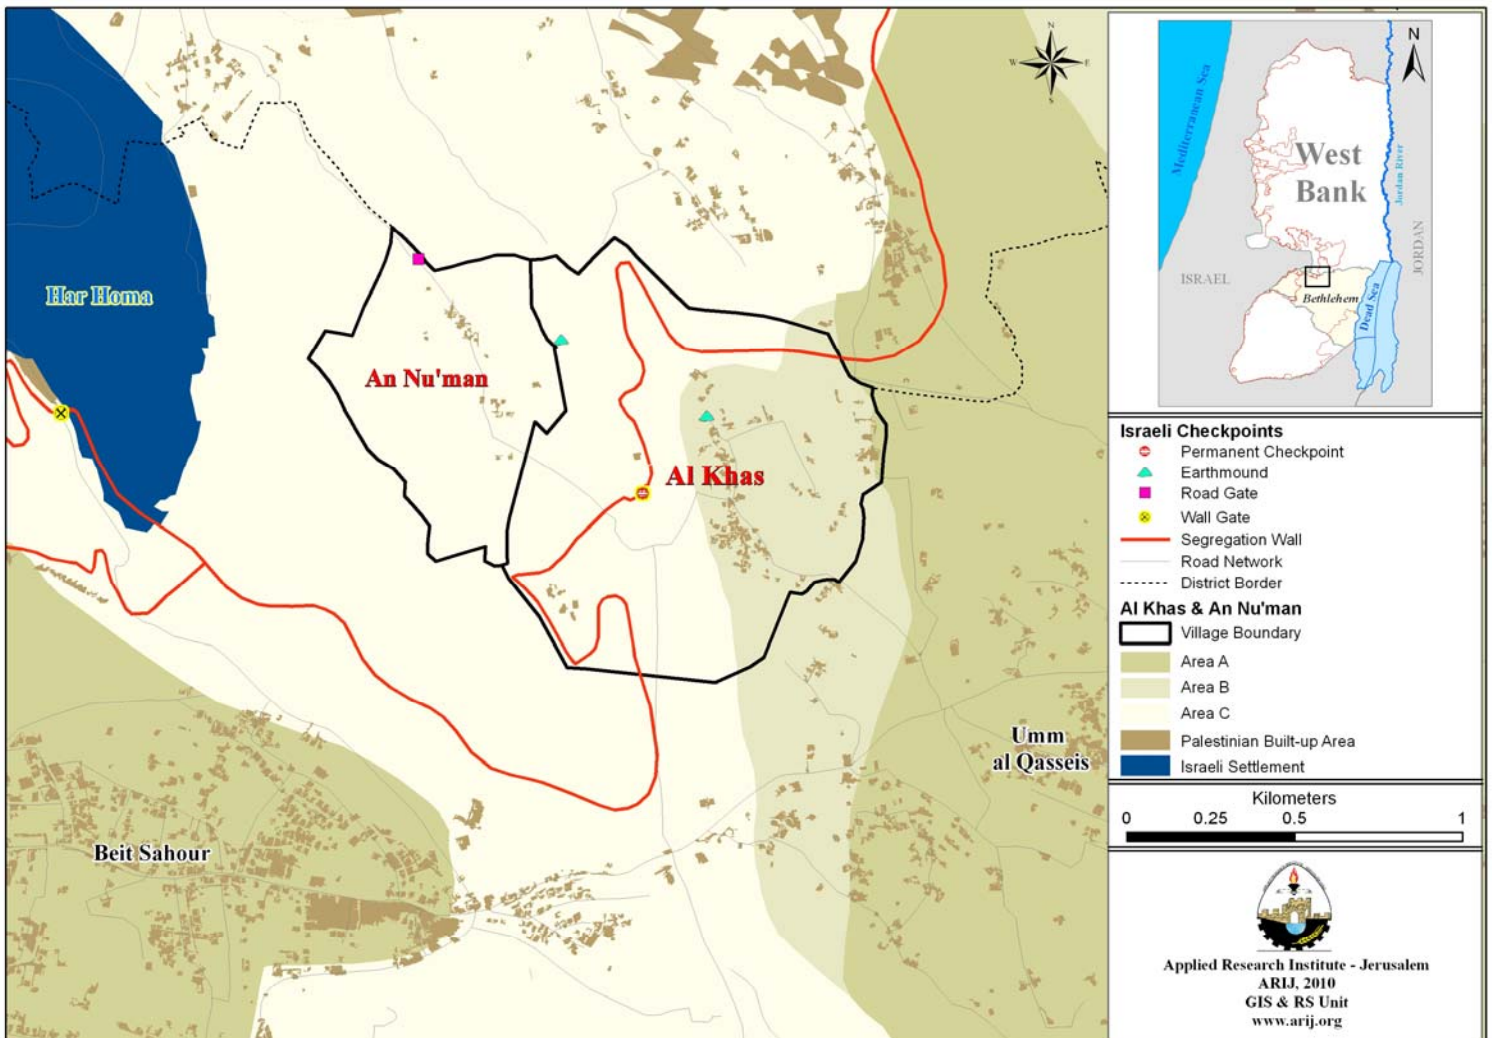 N
W
E
S
Har Homa
An Nu'man
Al Khas
Umm
al Qasseis
Beit Sahour
N
Mediterranean Sea
West
Bank
Jordan River
JORDAN
ISRAEL
Bethlehem
Dead Sea
Israeli Checkpoints
Permanent Checkpoint
Earthmound
Road Gate
Wall Gate
Segregation Wall
Road Network
District Border
Al Khas & An Nu'man
Village Boundary
Area A
Area B
Area C
Palestinian Built-up Area
Israeli Settlement
Kilometers
0 0.25 0.5 1
Applied Research Institute - Jerusalem
ARIJ, 2010
GIS & RS Unit
www.arij.org